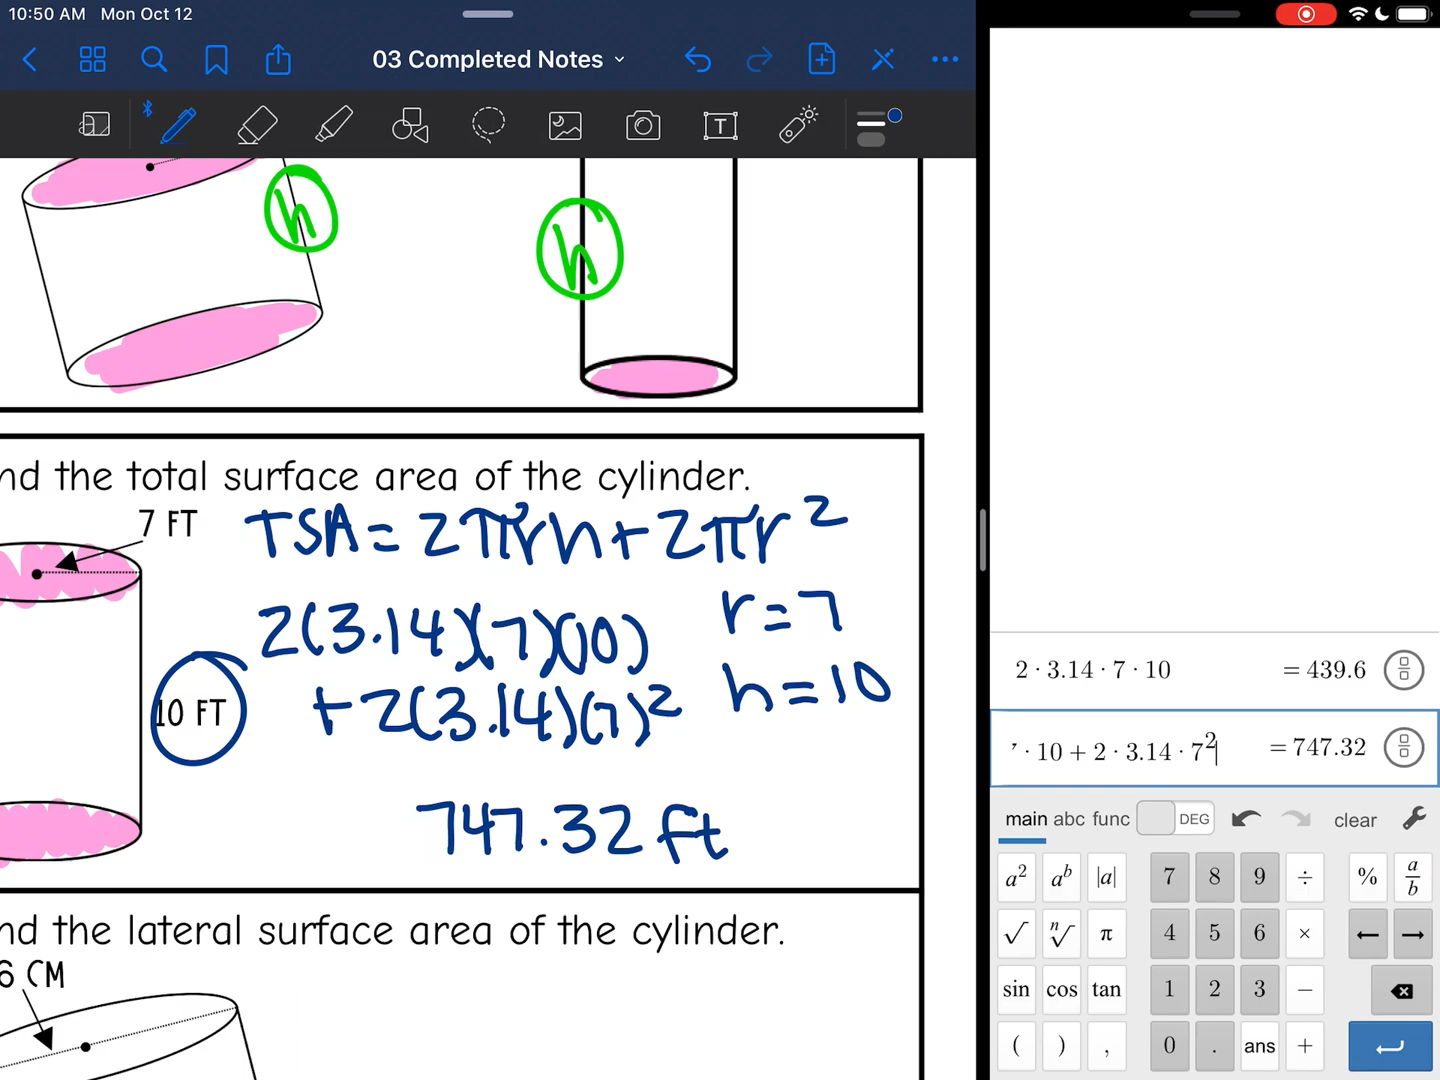 10:50 AM Mon Oct 12
03 Completed Notes
T
h
h
nd the total surface area of the cylinder.
7 FT
TSA = 2πrh + 2πr²
2(3.14)(7)(10)
+ 2(3.14)(7)²
r = 7
h = 10
10 FT
747.32 ft
nd the lateral surface area of the cylinder.
6 CM
2 · 3.14 · 7 · 10 = 439.6
· 10 + 2 · 3.14 · 7² = 747.32
main abc func DEG clear
a² aᵇ |a| 7 8 9 ÷ % a/b
√ ⁿ√ π 4 5 6 × ← →
sin cos tan 1 2 3 −
( ) , 0 . ans +